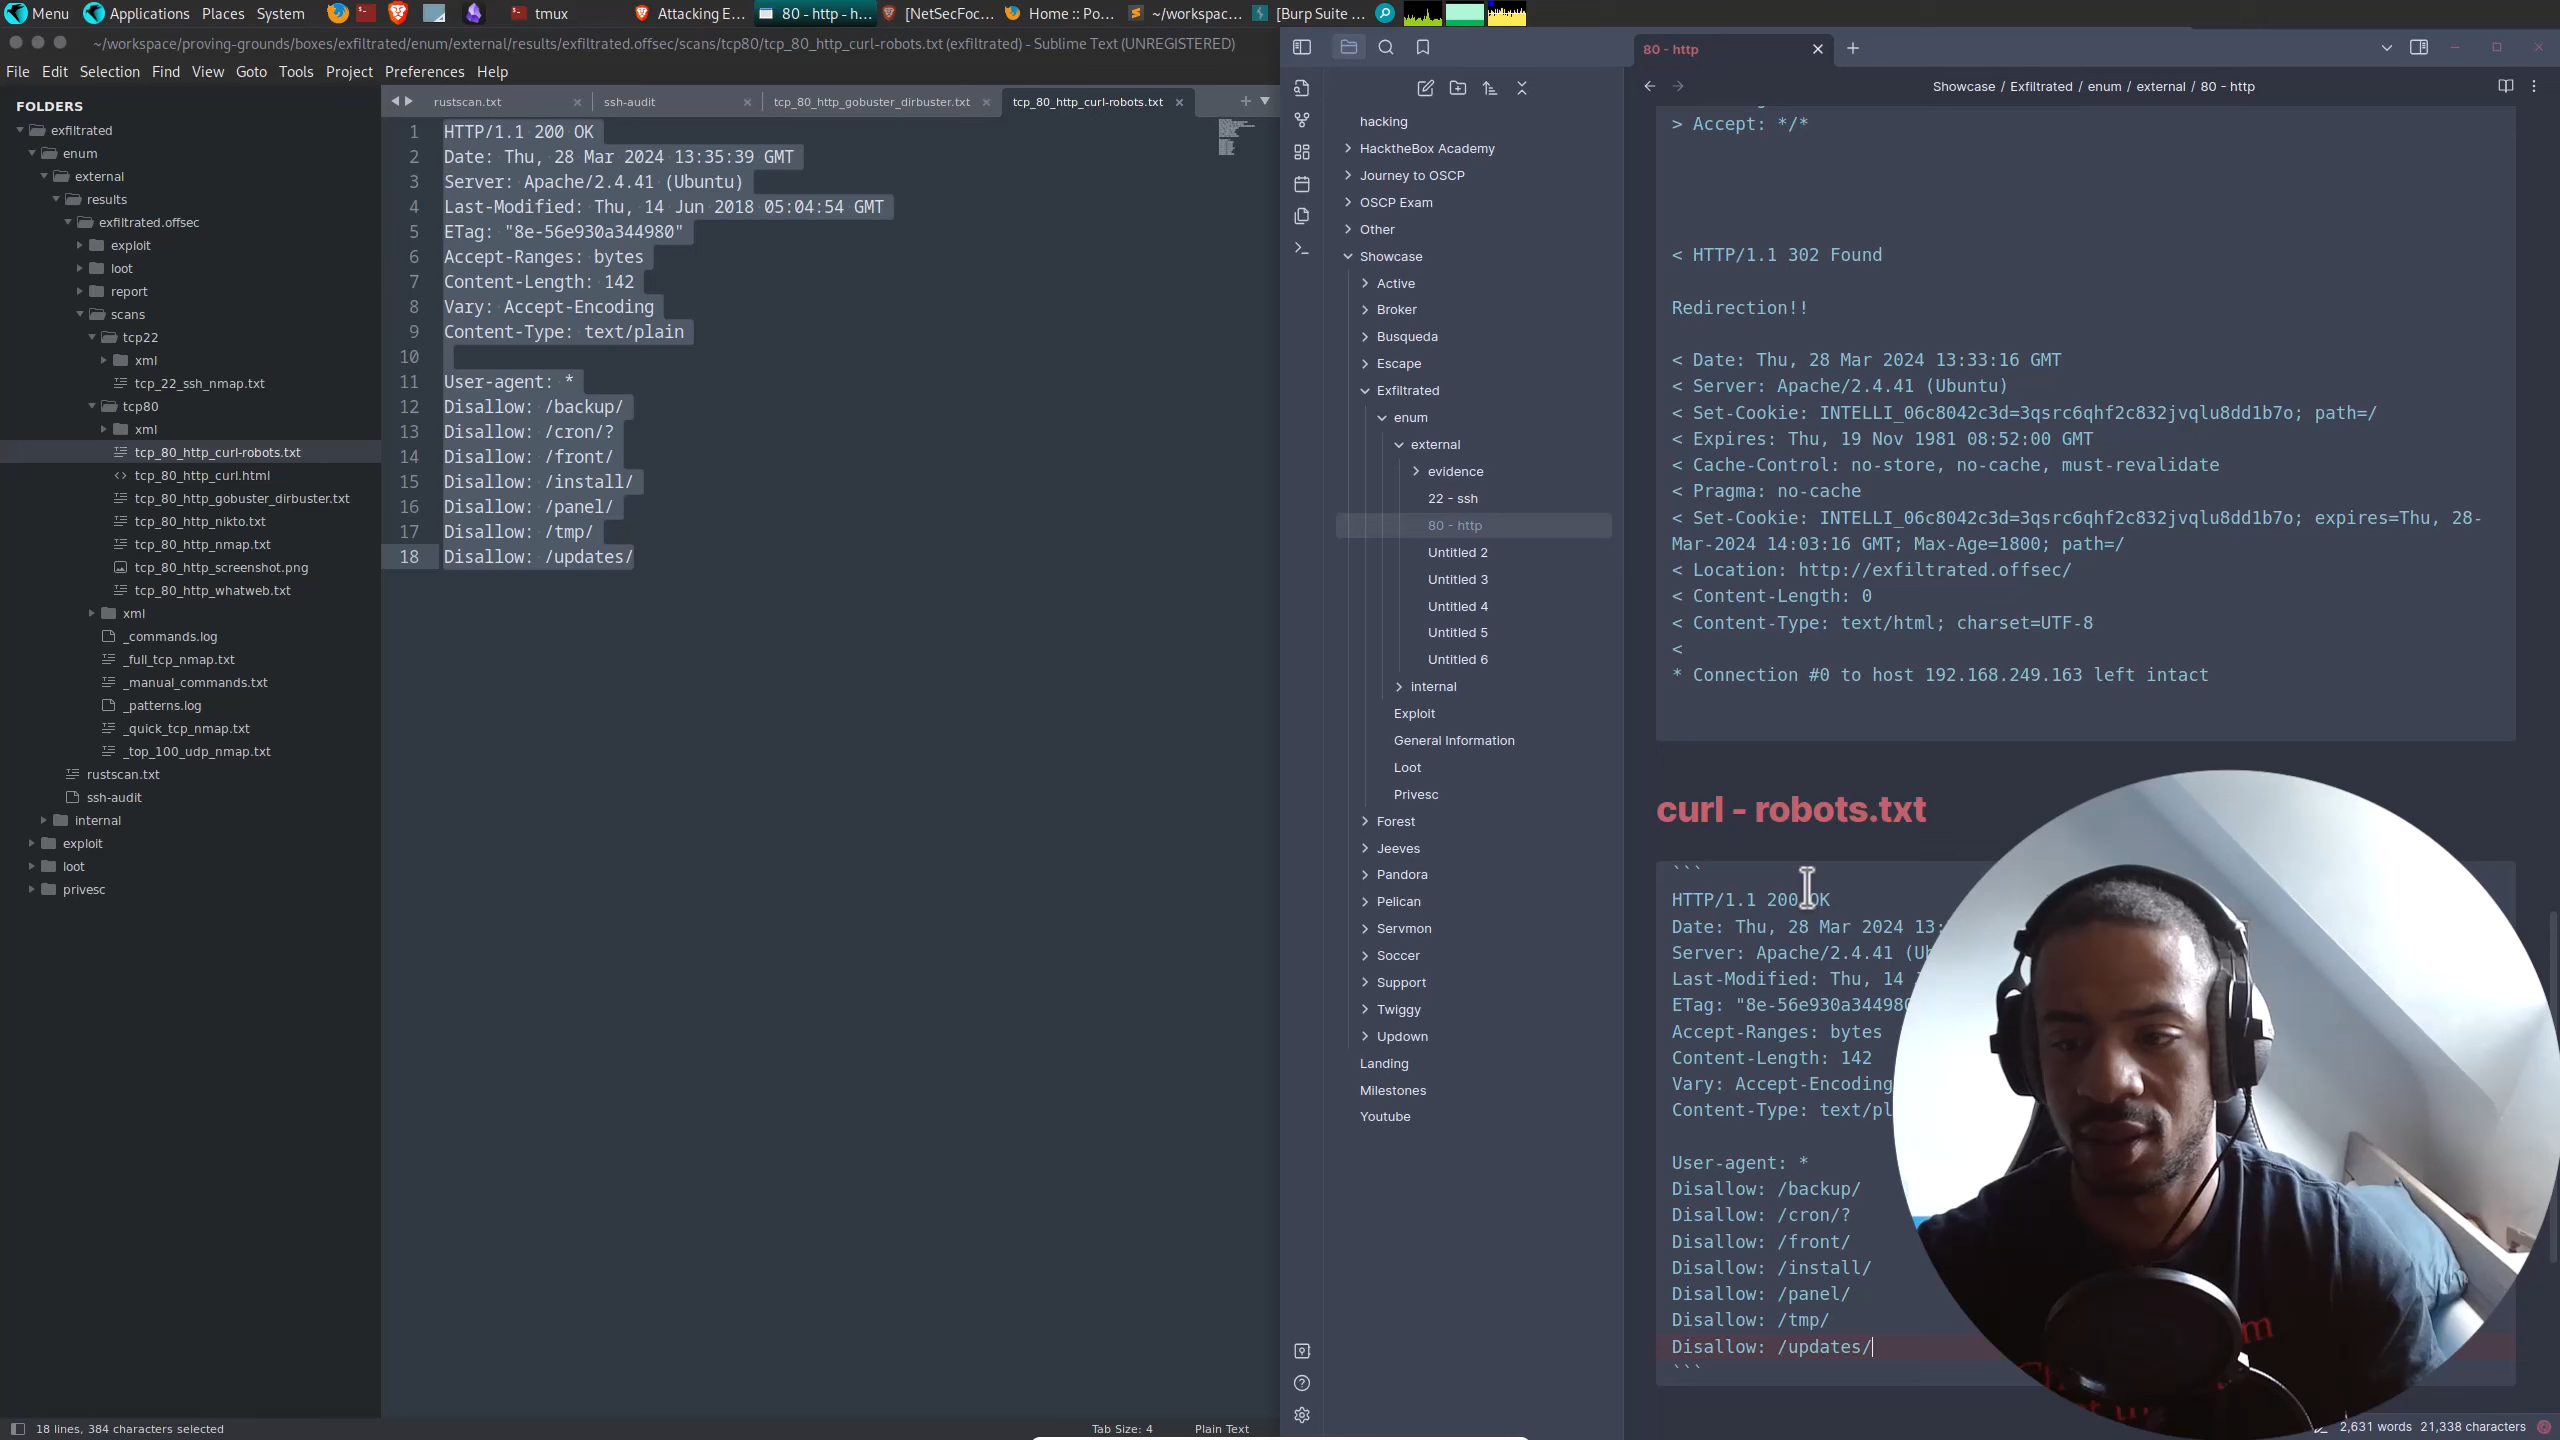 Menu Applications Places System tmux Attacking E... 80 - http - h... [NetSecFoc... Home :: Po... ~/workspac... [Burp Suite ...
~/workspace/proving-grounds/boxes/exfiltrated/enum/external/results/exfiltrated.offsec/scans/tcp80/tcp_80_http_curl-robots.txt (exfiltrated) - Sublime Text (UNREGISTERED)
File Edit Selection Find View Goto Tools Project Preferences Help
FOLDERS
exfiltrated
enum
external
results
exfiltrated.offsec
exploit
loot
report
scans
tcp22
xml
tcp_22_ssh_nmap.txt
tcp80
xml
tcp_80_http_curl-robots.txt
tcp_80_http_curl.html
tcp_80_http_gobuster_dirbuster.txt
tcp_80_http_nikto.txt
tcp_80_http_nmap.txt
tcp_80_http_screenshot.png
tcp_80_http_whatweb.txt
xml
_commands.log
_full_tcp_nmap.txt
_manual_commands.txt
_patterns.log
_quick_tcp_nmap.txt
_top_100_udp_nmap.txt
rustscan.txt
ssh-audit
internal
exploit
loot
privesc
rustscan.txt ssh-audit tcp_80_http_gobuster_dirbuster.txt tcp_80_http_curl-robots.txt
1 HTTP/1.1 200 OK
2 Date: Thu, 28 Mar 2024 13:35:39 GMT
3 Server: Apache/2.4.41 (Ubuntu)
4 Last-Modified: Thu, 14 Jun 2018 05:04:54 GMT
5 ETag: "8e-56e930a344980"
6 Accept-Ranges: bytes
7 Content-Length: 142
8 Vary: Accept-Encoding
9 Content-Type: text/plain
10
11 User-agent: *
12 Disallow: /backup/
13 Disallow: /cron/?
14 Disallow: /front/
15 Disallow: /install/
16 Disallow: /panel/
17 Disallow: /tmp/
18 Disallow: /updates/
18 lines, 384 characters selected Tab Size: 4 Plain Text
80 - http
Showcase / Exfiltrated / enum / external / 80 - http
hacking
HacktheBox Academy
Journey to OSCP
OSCP Exam
Other
Showcase
Active
Broker
Busqueda
Escape
Exfiltrated
enum
external
evidence
22 - ssh
80 - http
Untitled 2
Untitled 3
Untitled 4
Untitled 5
Untitled 6
internal
Exploit
General Information
Loot
Privesc
Forest
Jeeves
Pandora
Pelican
Servmon
Soccer
Support
Twiggy
Updown
Landing
Milestones
Youtube
> Accept: */*
< HTTP/1.1 302 Found
Redirection!!
< Date: Thu, 28 Mar 2024 13:33:16 GMT
< Server: Apache/2.4.41 (Ubuntu)
< Set-Cookie: INTELLI_06c8042c3d=3qsrc6qhf2c832jvqlu8dd1b7o; path=/
< Expires: Thu, 19 Nov 1981 08:52:00 GMT
< Cache-Control: no-store, no-cache, must-revalidate
< Pragma: no-cache
< Set-Cookie: INTELLI_06c8042c3d=3qsrc6qhf2c832jvqlu8dd1b7o; expires=Thu, 28-
Mar-2024 14:03:16 GMT; Max-Age=1800; path=/
< Location: http://exfiltrated.offsec/
< Content-Length: 0
< Content-Type: text/html; charset=UTF-8
<
* Connection #0 to host 192.168.249.163 left intact
curl - robots.txt
```
HTTP/1.1 200 OK
Date: Thu, 28 Mar 2024 13:
Server: Apache/2.4.41
Last-Modified: Thu, 14
ETag: "8e-56e930a34498
Accept-Ranges: bytes
Content-Length: 142
Vary: Accept-Encoding
Content-Type: text/pl
User-agent: *
Disallow: /backup/
Disallow: /cron/?
Disallow: /front/
Disallow: /install/
Disallow: /panel/
Disallow: /tmp/
Disallow: /updates/
```
2,631 words 21,338 characters